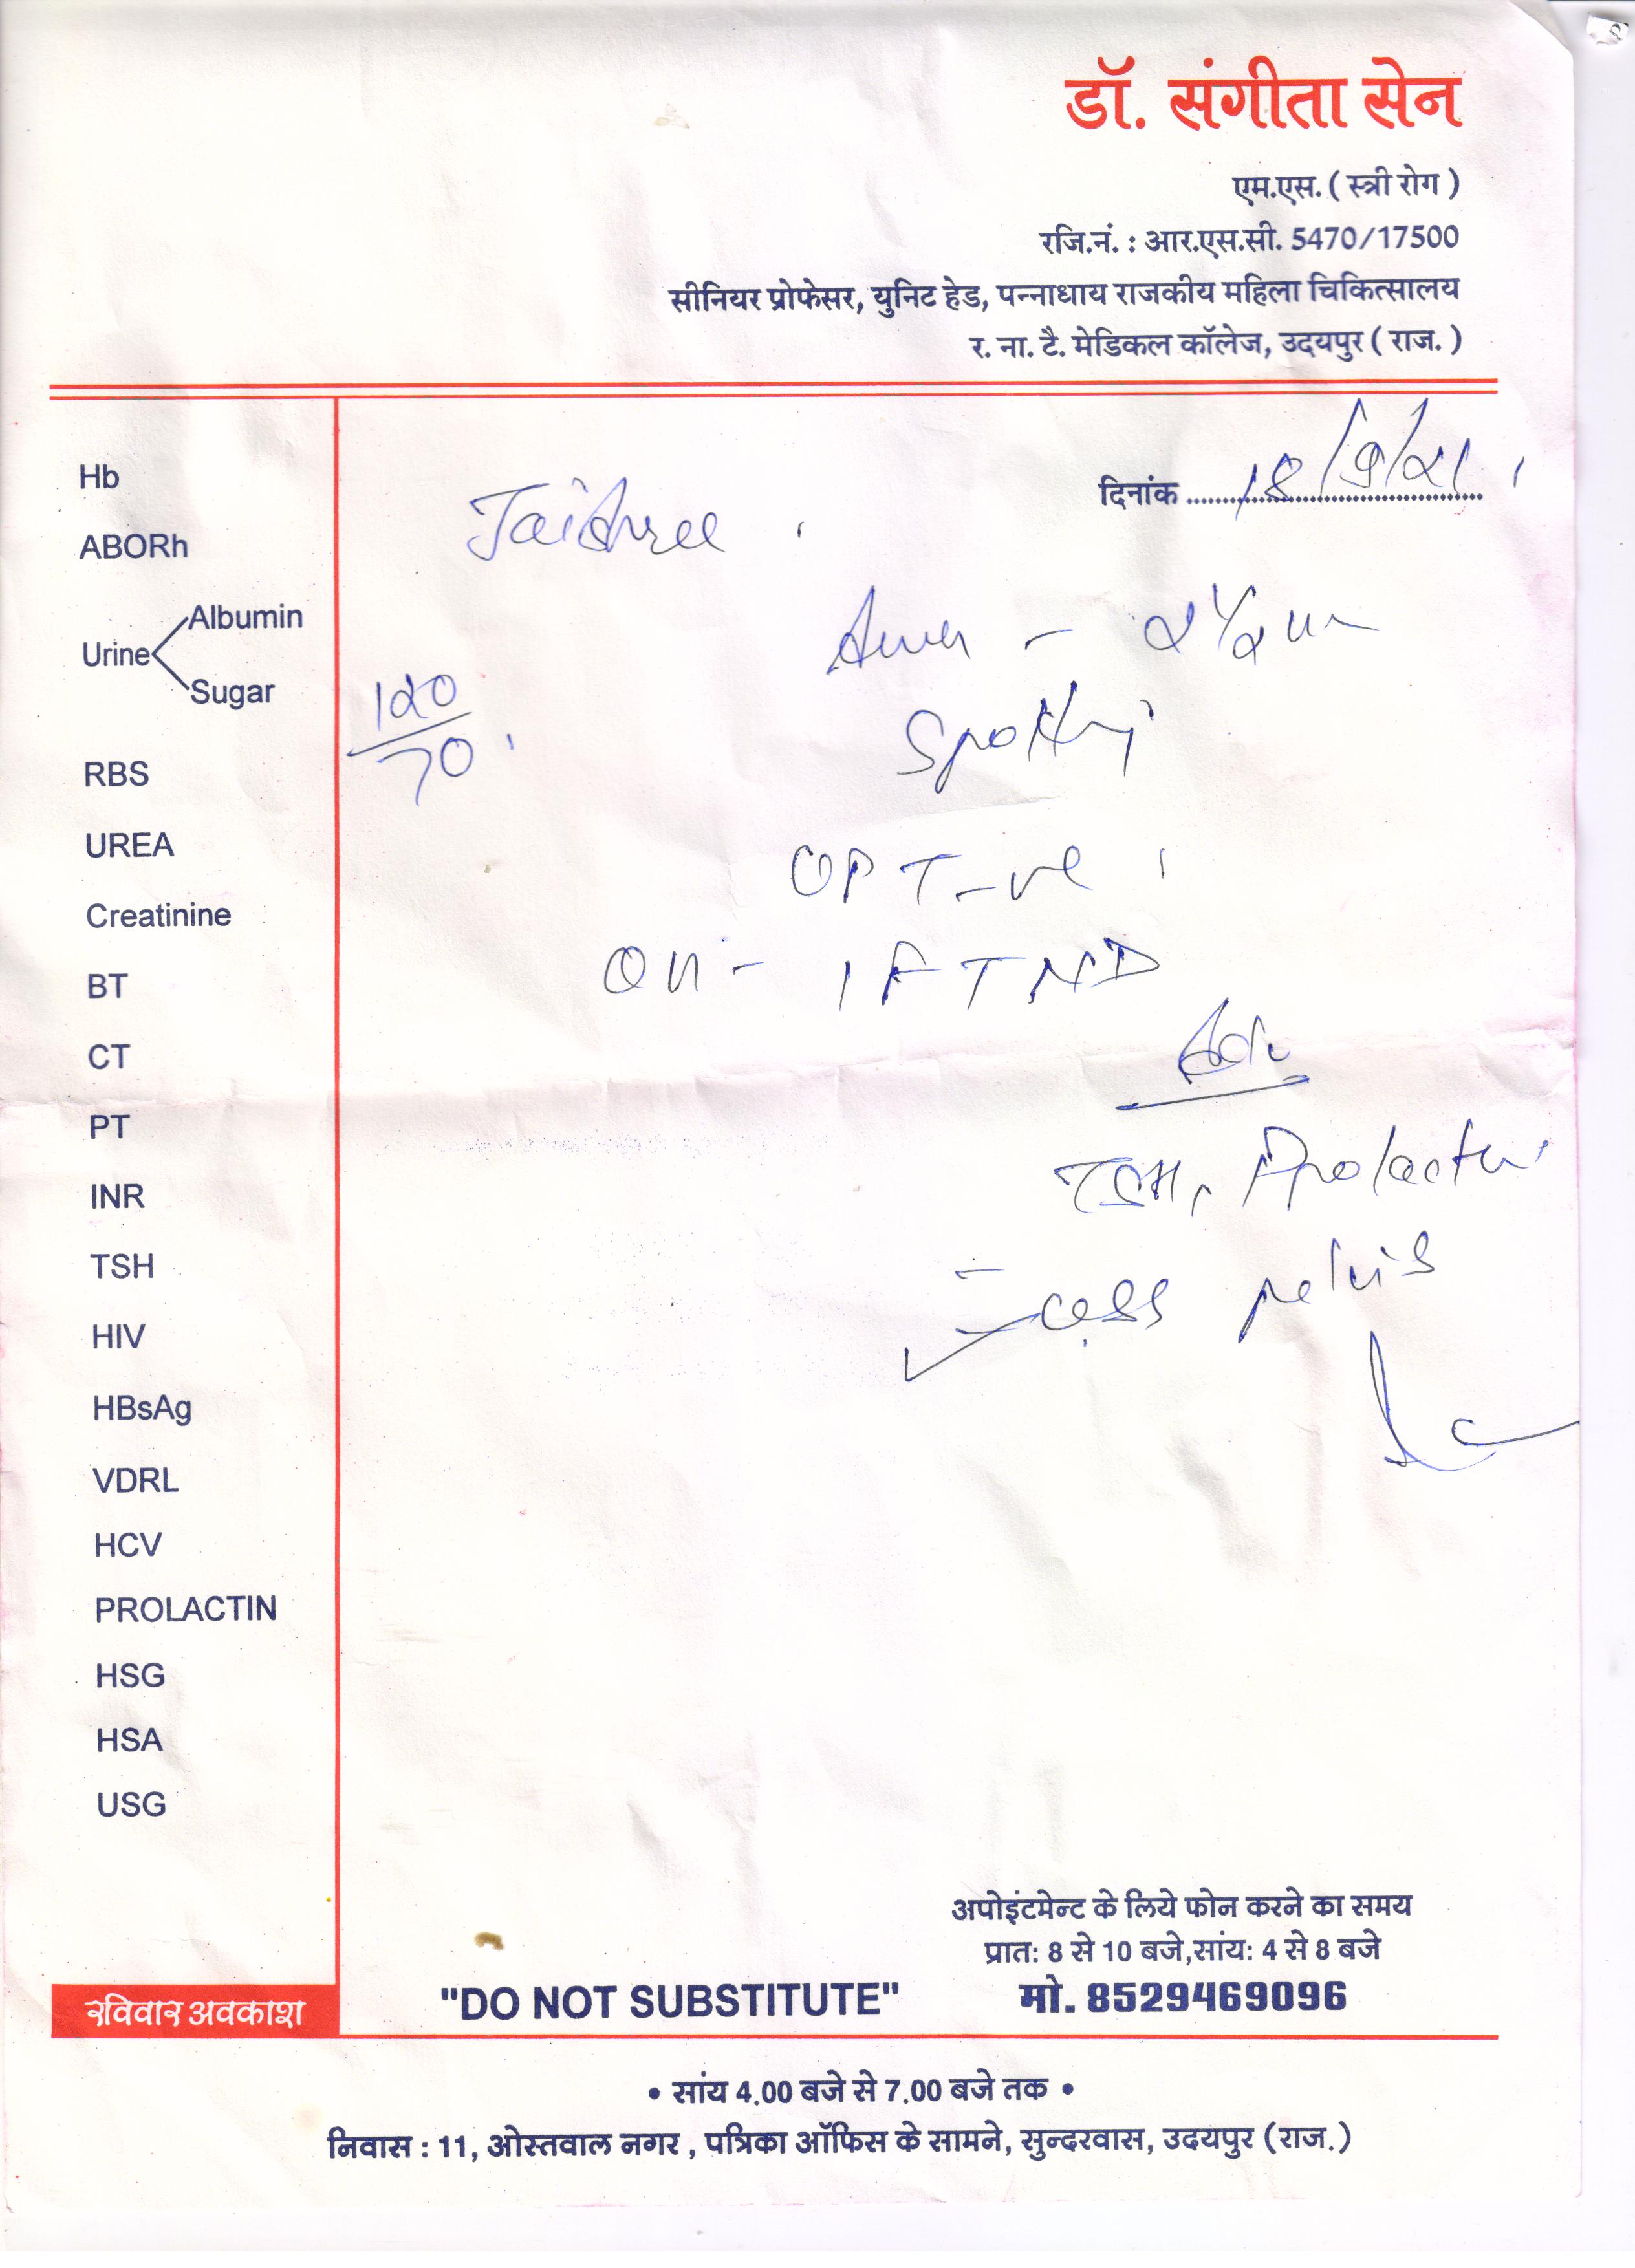 डॉ. संगीता सेन
एम.एस. ( स्त्री रोग )
रजि.नं. : आर.एस.सी. 5470/17500
सीनियर प्रोफेसर, युनिट हेड, पन्नाधाय राजकीय महिला चिकित्सालय
र. ना. टै. मेडिकल कॉलेज, उदयपुर ( राज. )
दिनांक 18/9/21
Jaishree
120/70
Spotting
OPT -ve
TSH, Prolactin
pelvis
Hb
ABORh
Albumin
Urine
Sugar
RBS
UREA
Creatinine
BT
CT
PT
INR
TSH
HIV
HBsAg
VDRL
HCV
PROLACTIN
HSG
HSA
USG
अपोइंटमेन्ट के लिये फोन करने का समय
प्रात: 8 से 10 बजे,सांय: 4 से 8 बजे
मो. 8529469096
"DO NOT SUBSTITUTE"
रविवार अवकाश
• सांय 4.00 बजे से 7.00 बजे तक •
निवास : 11, ओस्तवाल नगर , पत्रिका ऑफिस के सामने, सुन्दरवास, उदयपुर (राज.)